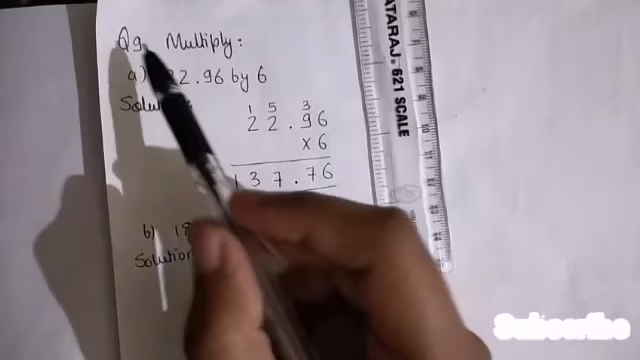 Q9. Multiply:
a) 22.96 by 6
1 5 3
22.96
x 6
137.76
b) 18
Solution
NATARAJ 621 SCALE
Subscribe